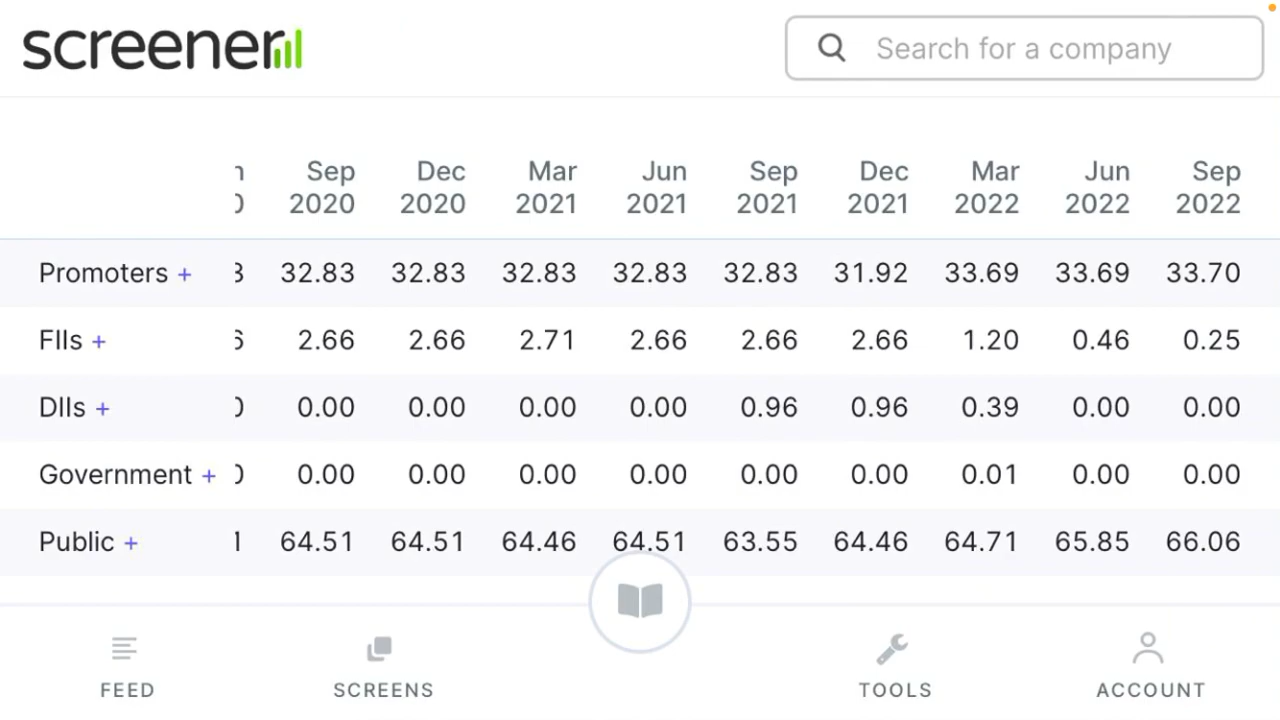 screener
Search for a company
Sep Dec Mar Jun Sep Dec Mar Jun Sep
2020 2020 2021 2021 2021 2021 2022 2022 2022
Promoters + 32.83 32.83 32.83 32.83 32.83 31.92 33.69 33.69 33.70
FIIs + 2.66 2.66 2.71 2.66 2.66 2.66 1.20 0.46 0.25
DIIs + 0.00 0.00 0.00 0.00 0.96 0.96 0.39 0.00 0.00
Government + 0.00 0.00 0.00 0.00 0.00 0.00 0.01 0.00 0.00
Public + 64.51 64.51 64.46 64.51 63.55 64.46 64.71 65.85 66.06
FEED SCREENS TOOLS ACCOUNT